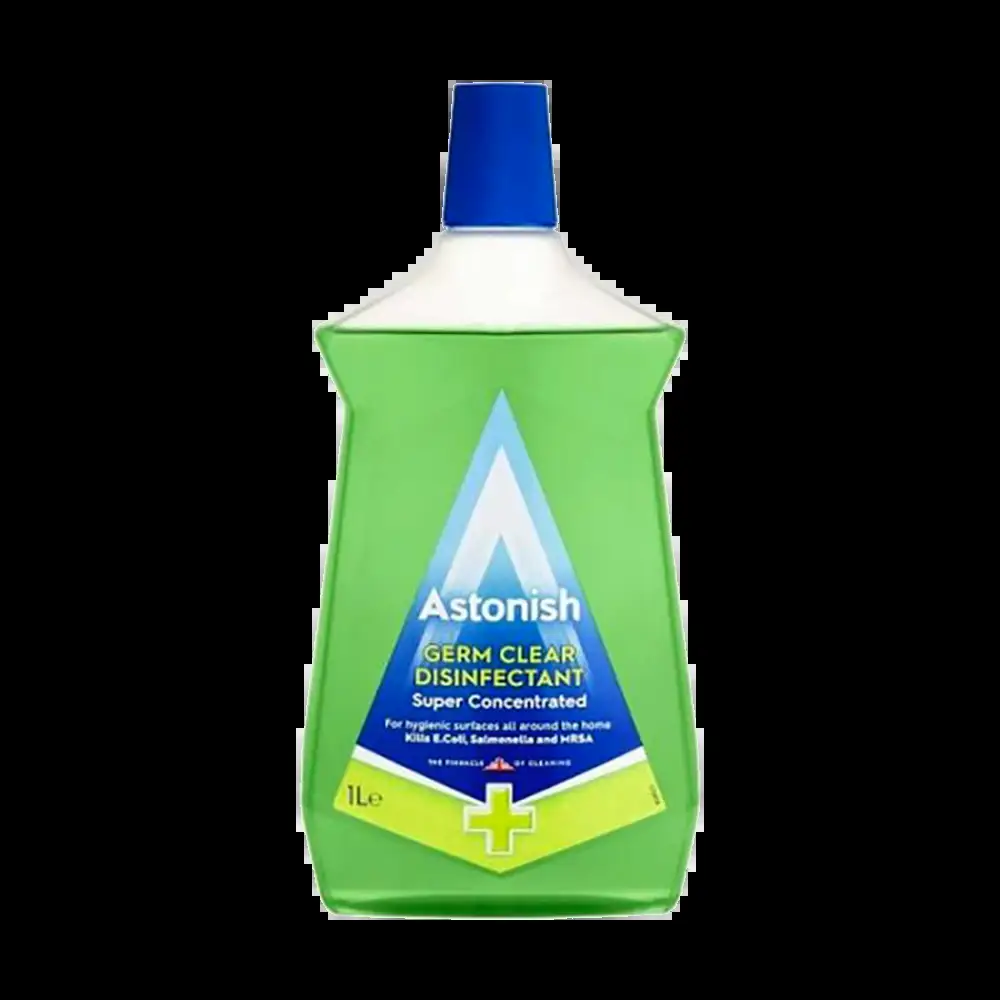 Astonish
GERM CLEAR
DISINFECTANT
Super Concentrated
For hygienic surfaces all around the home
Kills E.Coli, Salmonella and MRSA
THE PINNACLE OF CLEANING
1L℮